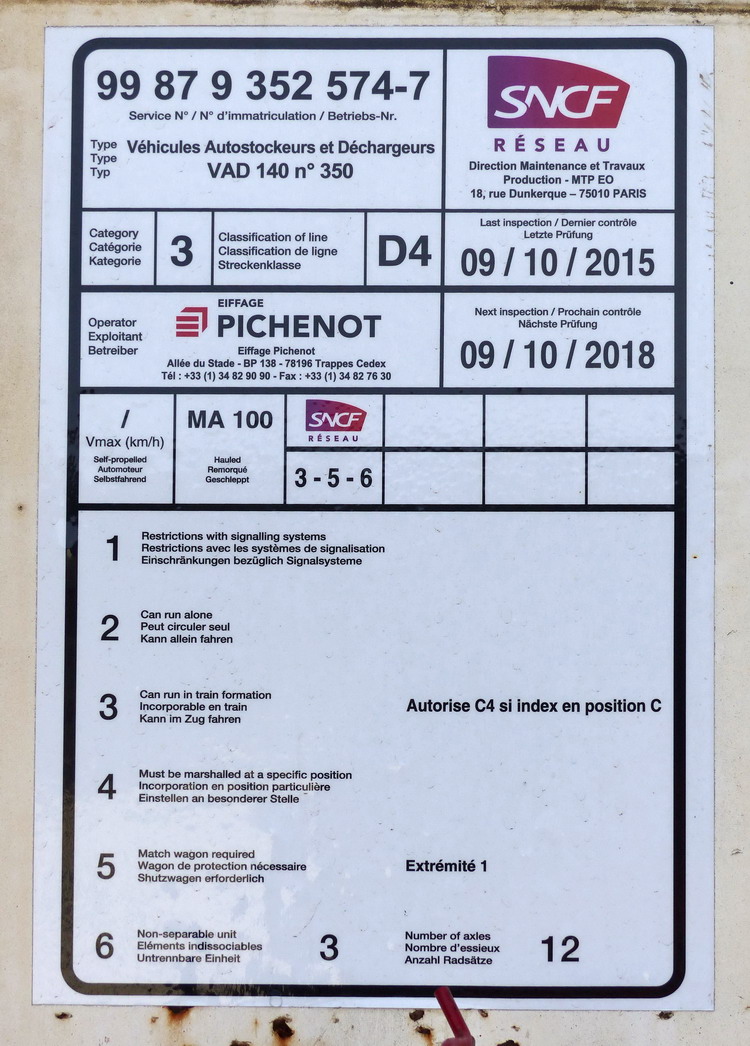 99 87 9 352 574-7
Service N° / N° d'immatriculation / Betriebs-Nr.
Type
Type
Typ
Véhicules Autostockeurs et Déchargeurs
VAD 140 n° 350
SNCF
RÉSEAU
Direction Maintenance et Travaux
Production - MTP EO
18, rue Dunkerque – 75010 PARIS
Category
Catégorie
Kategorie
3
Classification of line
Classification de ligne
Streckenklasse
D4
Last inspection / Dernier contrôle
Letzte Prüfung
09 / 10 / 2015
Operator
Exploitant
Betreiber
EIFFAGE
PICHENOT
Eiffage Pichenot
Allée du Stade - BP 138 - 78196 Trappes Cedex
Tél : +33 (1) 34 82 90 90 - Fax : +33 (1) 34 82 76 30
Next inspection / Prochain contrôle
Nächste Prüfung
09 / 10 / 2018
/
Vmax (km/h)
Self-propelled
Automoteur
Selbstfahrend
MA 100
Hauled
Remorqué
Geschleppt
SNCF
RÉSEAU
3 - 5 - 6
1
Restrictions with signalling systems
Restrictions avec les systèmes de signalisation
Einschränkungen bezüglich Signalsysteme
2
Can run alone
Peut circuler seul
Kann allein fahren
3
Can run in train formation
Incorporable en train
Kann im Zug fahren
Autorise C4 si index en position C
4
Must be marshalled at a specific position
Incorporation en position particulière
Einstellen an besonderer Stelle
5
Match wagon required
Wagon de protection nécessaire
Shutzwagen erforderlich
Extrémité 1
6
Non-separable unit
Eléments indissociables
Untrennbare Einheit
3
Number of axles
Nombre d'essieux
Anzahl Radsätze
12